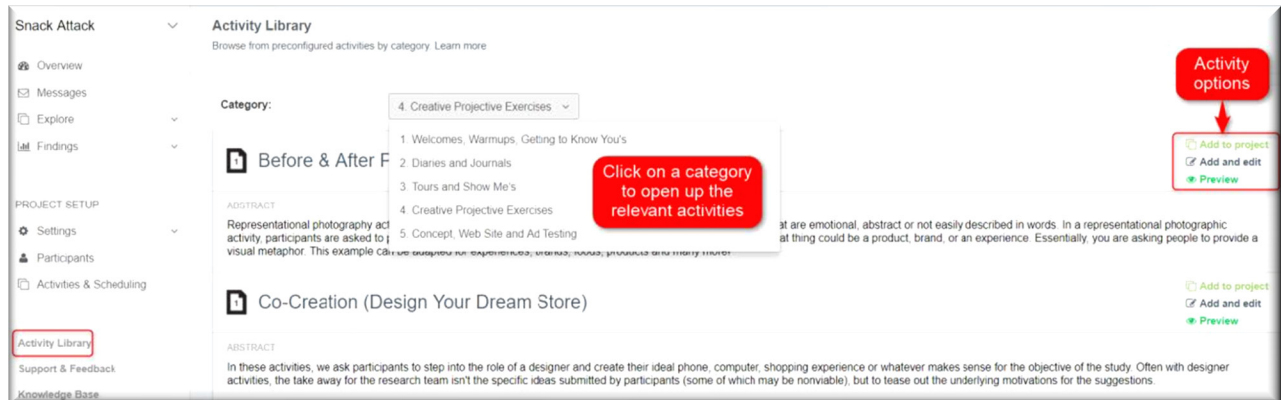 Snack Attack
Overview
Messages
Explore
Findings
PROJECT SETUP
Settings
Participants
Activities & Scheduling
Activity Library
Support & Feedback
Knowledge Base
Activity Library
Browse from preconfigured activities by category. Learn more
Category:
4. Creative Projective Exercises
1. Welcomes, Warmups, Getting to Know You's
2. Diaries and Journals
3. Tours and Show Me's
4. Creative Projective Exercises
5. Concept, Web Site and Ad Testing
Click on a category
to open up the
relevant activities
Activity
options
1 Before & After
Add to project
Add and edit
Preview
ABSTRACT
Representational photography at are emotional, abstract or not easily described in words. In a representational photographic
activity, participants are asked to at thing could be a product, brand, or an experience. Essentially, you are asking people to provide a
visual metaphor. This example can be adapted for experiences, brands, foods, products and many more!
1 Co-Creation (Design Your Dream Store)
Add to project
Add and edit
Preview
ABSTRACT
In these activities, we ask participants to step into the role of a designer and create their ideal phone, computer, shopping experience or whatever makes sense for the objective of the study. Often with designer
activities, the take away for the research team isn't the specific ideas submitted by participants (some of which may be nonviable), but to tease out the underlying motivations for the suggestions.